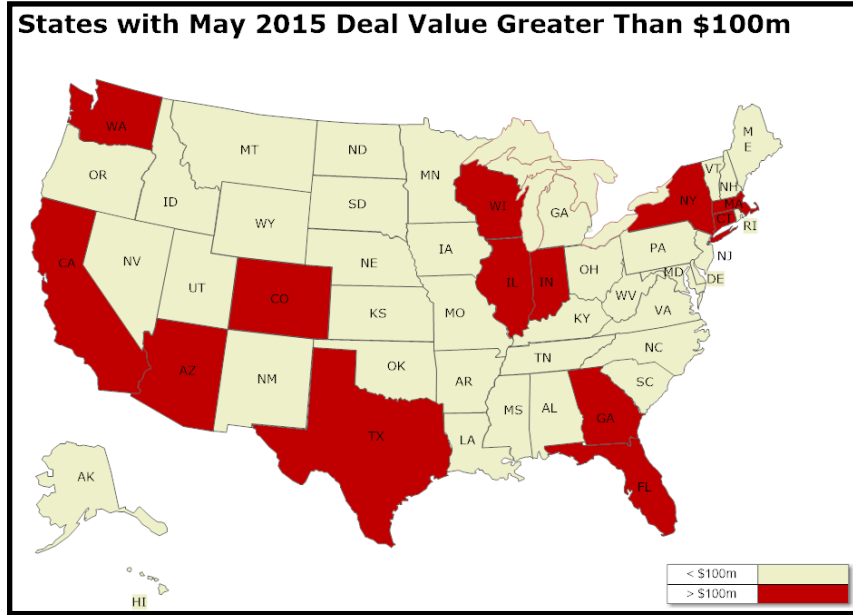 States with May 2015 Deal Value Greater Than $100m
WA
MT
ND
MN
OR
ID
SD
WY
WI
GA
M
E
VT
NH
NY
MA
CT
RI
IA
NE
NV
UT
CA
CO
KS
MO
IL
IN
OH
PA
NJ
MD
DE
WV
VA
KY
NC
TN
SC
AZ
NM
OK
AR
MS
AL
GA
TX
LA
FL
AK
HI
< $100m
> $100m